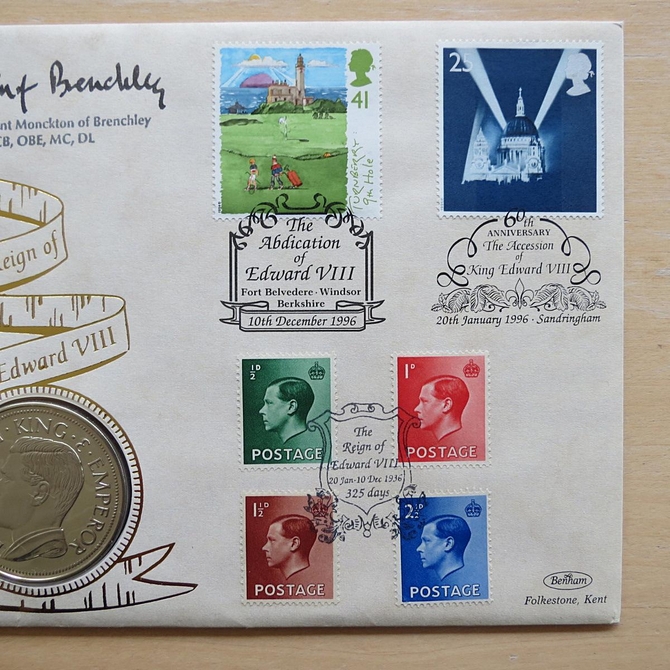 Brenchley
nt Monckton of Brenchley
CB, OBE, MC, DL
Reign of
Edward VIII
KING & EMPEROR
41
TURNBERRY
9th Hole
25
The
Abdication
of
Edward VIII
Fort Belvedere · Windsor
Berkshire
10th December 1996
60th
ANNIVERSARY
The Accession
of
King Edward VIII
20th January 1996 · Sandringham
½D
POSTAGE
1D
POSTAGE
The
Reign of
Edward VIII
20 Jan-10 Dec 1936
325 days
1½D
POSTAGE
2½D
POSTAGE
Benham
Folkestone, Kent